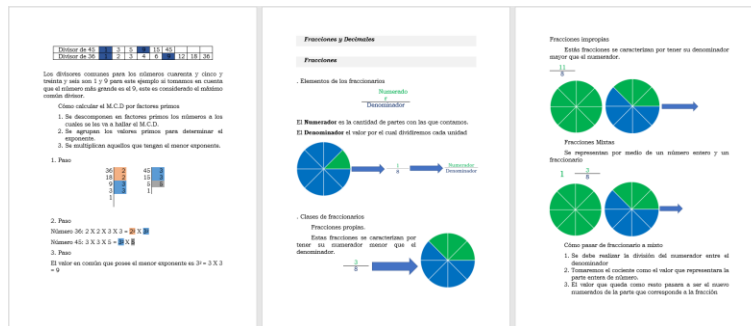 Divisor de 45 1 3 5 9 15 45
Divisor de 36 1 2 3 4 6 9 12 18 36
Los divisores comunes para los números cuarenta y cinco y
treinta y seis son 1 y 9 para este ejemplo si tomamos en cuenta
que el número más grande es el 9, este es considerado el máximo
común divisor.
Cómo calcular el M.C.D por factores primos
1. Se descomponen en factores primos los números a los
cuales se les va a hallar el M.C.D.
2. Se agrupan los valores primos para determinar el
exponente.
3. Se multiplican aquellos que tengan el menor exponente.
1. Paso
36 2 45 3
18 2 15 3
9 3 5 5
3 3 1
1
2. Paso
Número 36: 2 X 2 X 3 X 3 = 2² X 3²
Número 45: 3 X 3 X 5 = 3² X 5
3. Paso
El valor en común que posee el menor exponente es 3² = 3 X 3
= 9
Fracciones y Decimales
Fracciones
. Elementos de los fraccionarios
Numerado
r
Denominador
El Numerador es la cantidad de partes con las que contamos.
El Denominador el valor por el cual dividiremos cada unidad
1
8
Numerador
Denominador
. Clases de fraccionarios
Fracciones propias.
Estas fracciones se caracterizan por
tener su numerador menor que el
denominador.
3
8
Fracciones impropias
Estás fracciones se caracterizan por tener su denominador
mayor que el numerador.
11
8
Fracciones Mixtas
Se representan por medio de un número entero y un
fraccionario
1 3
8
Cómo pasar de fraccionario a mixto
1. Se debe realizar la división del numerador entre el
denominador
2. Tomaremos el cociente como el valor que representara la
parte entera de número.
3. El valor que queda como resto pasara a ser el nuevo
numerados de la parte que corresponde a la fracción